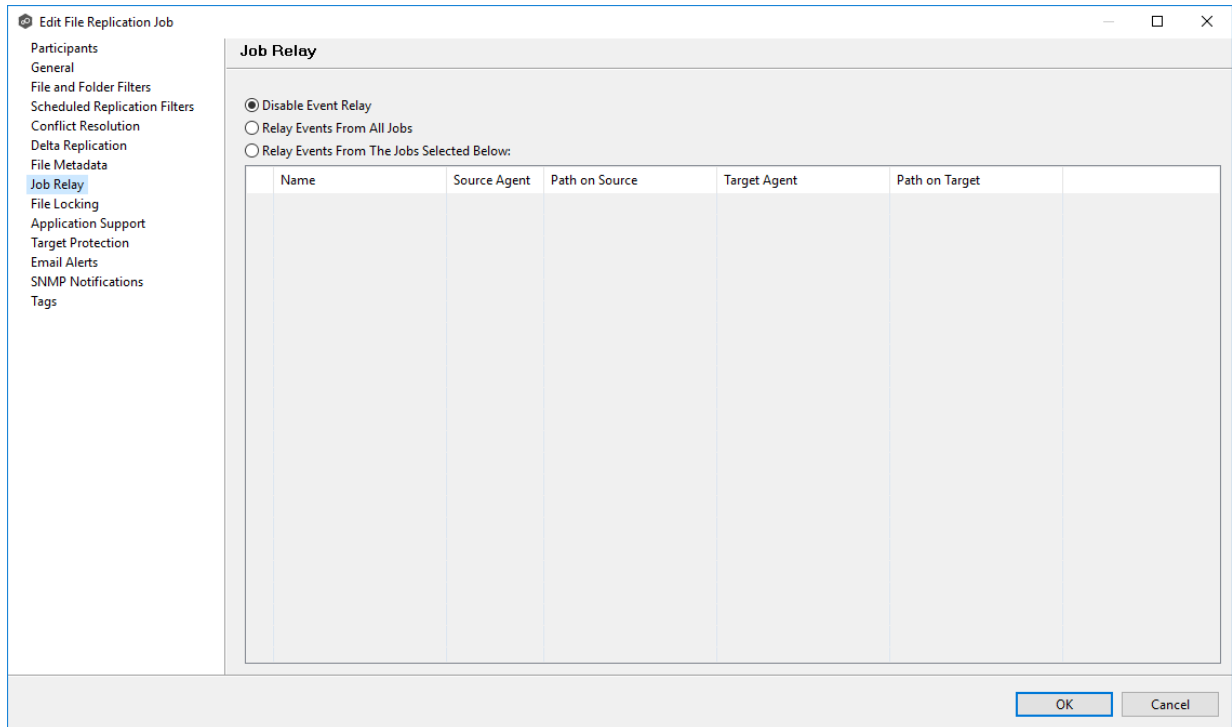 Edit File Replication Job
Participants
General
File and Folder Filters
Scheduled Replication Filters
Conflict Resolution
Delta Replication
File Metadata
Job Relay
File Locking
Application Support
Target Protection
Email Alerts
SNMP Notifications
Tags
Job Relay
Disable Event Relay
Relay Events From All Jobs
Relay Events From The Jobs Selected Below:
Name Source Agent Path on Source Target Agent Path on Target
OK Cancel